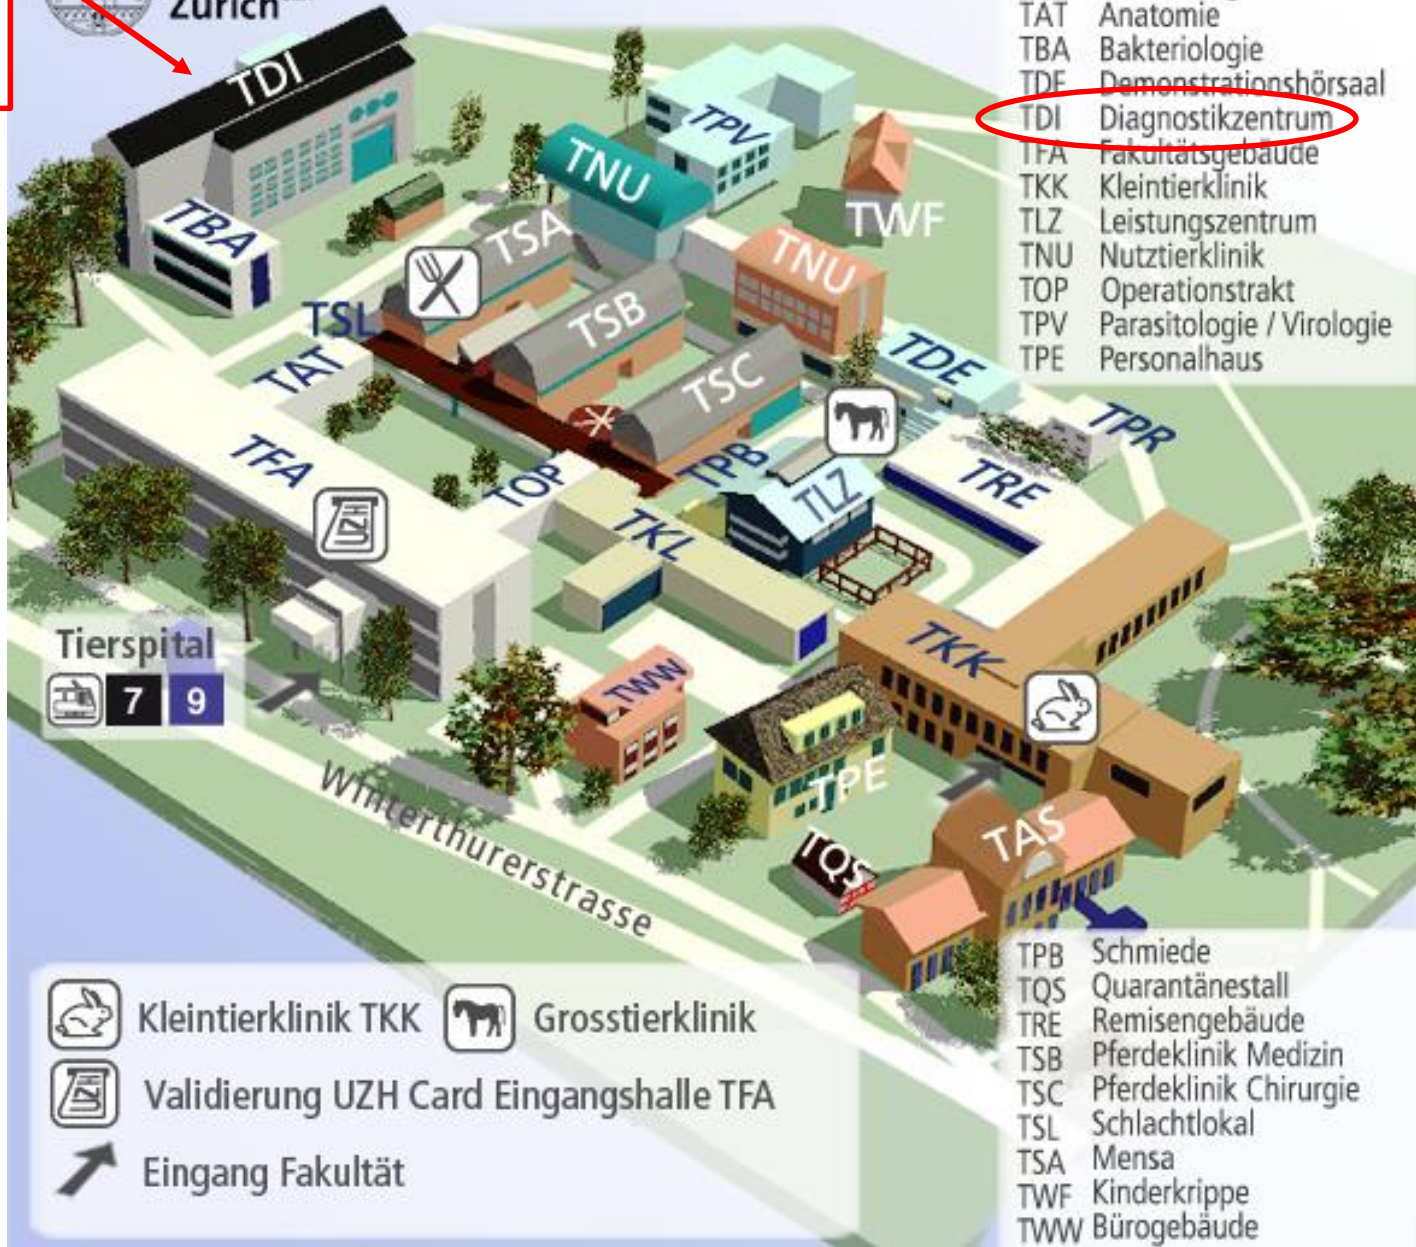 Zürich
TAT Anatomie
TBA Bakteriologie
TDE Demonstrationshörsaal
TDI Diagnostikzentrum
TFA Fakultätsgebäude
TKK Kleintierklinik
TLZ Leistungszentrum
TNU Nutztierklinik
TOP Operationstrakt
TPV Parasitologie / Virologie
TPE Personalhaus
TDI
TPV
TNU
TWF
TBA
TSA
TNU
TSL
TSB
TAT
TSC
TDE
TPR
TFA
TOP
TPB
TLZ
TRE
TKL
Tierspital
7 9
TKK
TWW
TPE
Winterthurerstrasse
TQS
TAS
Kleintierklinik TKK
Grosstierklinik
Validierung UZH Card Eingangshalle TFA
Eingang Fakultät
TPB Schmiede
TQS Quarantänestall
TRE Remisengebäude
TSB Pferdeklinik Medizin
TSC Pferdeklinik Chirurgie
TSL Schlachtlokal
TSA Mensa
TWF Kinderkrippe
TWW Bürogebäude